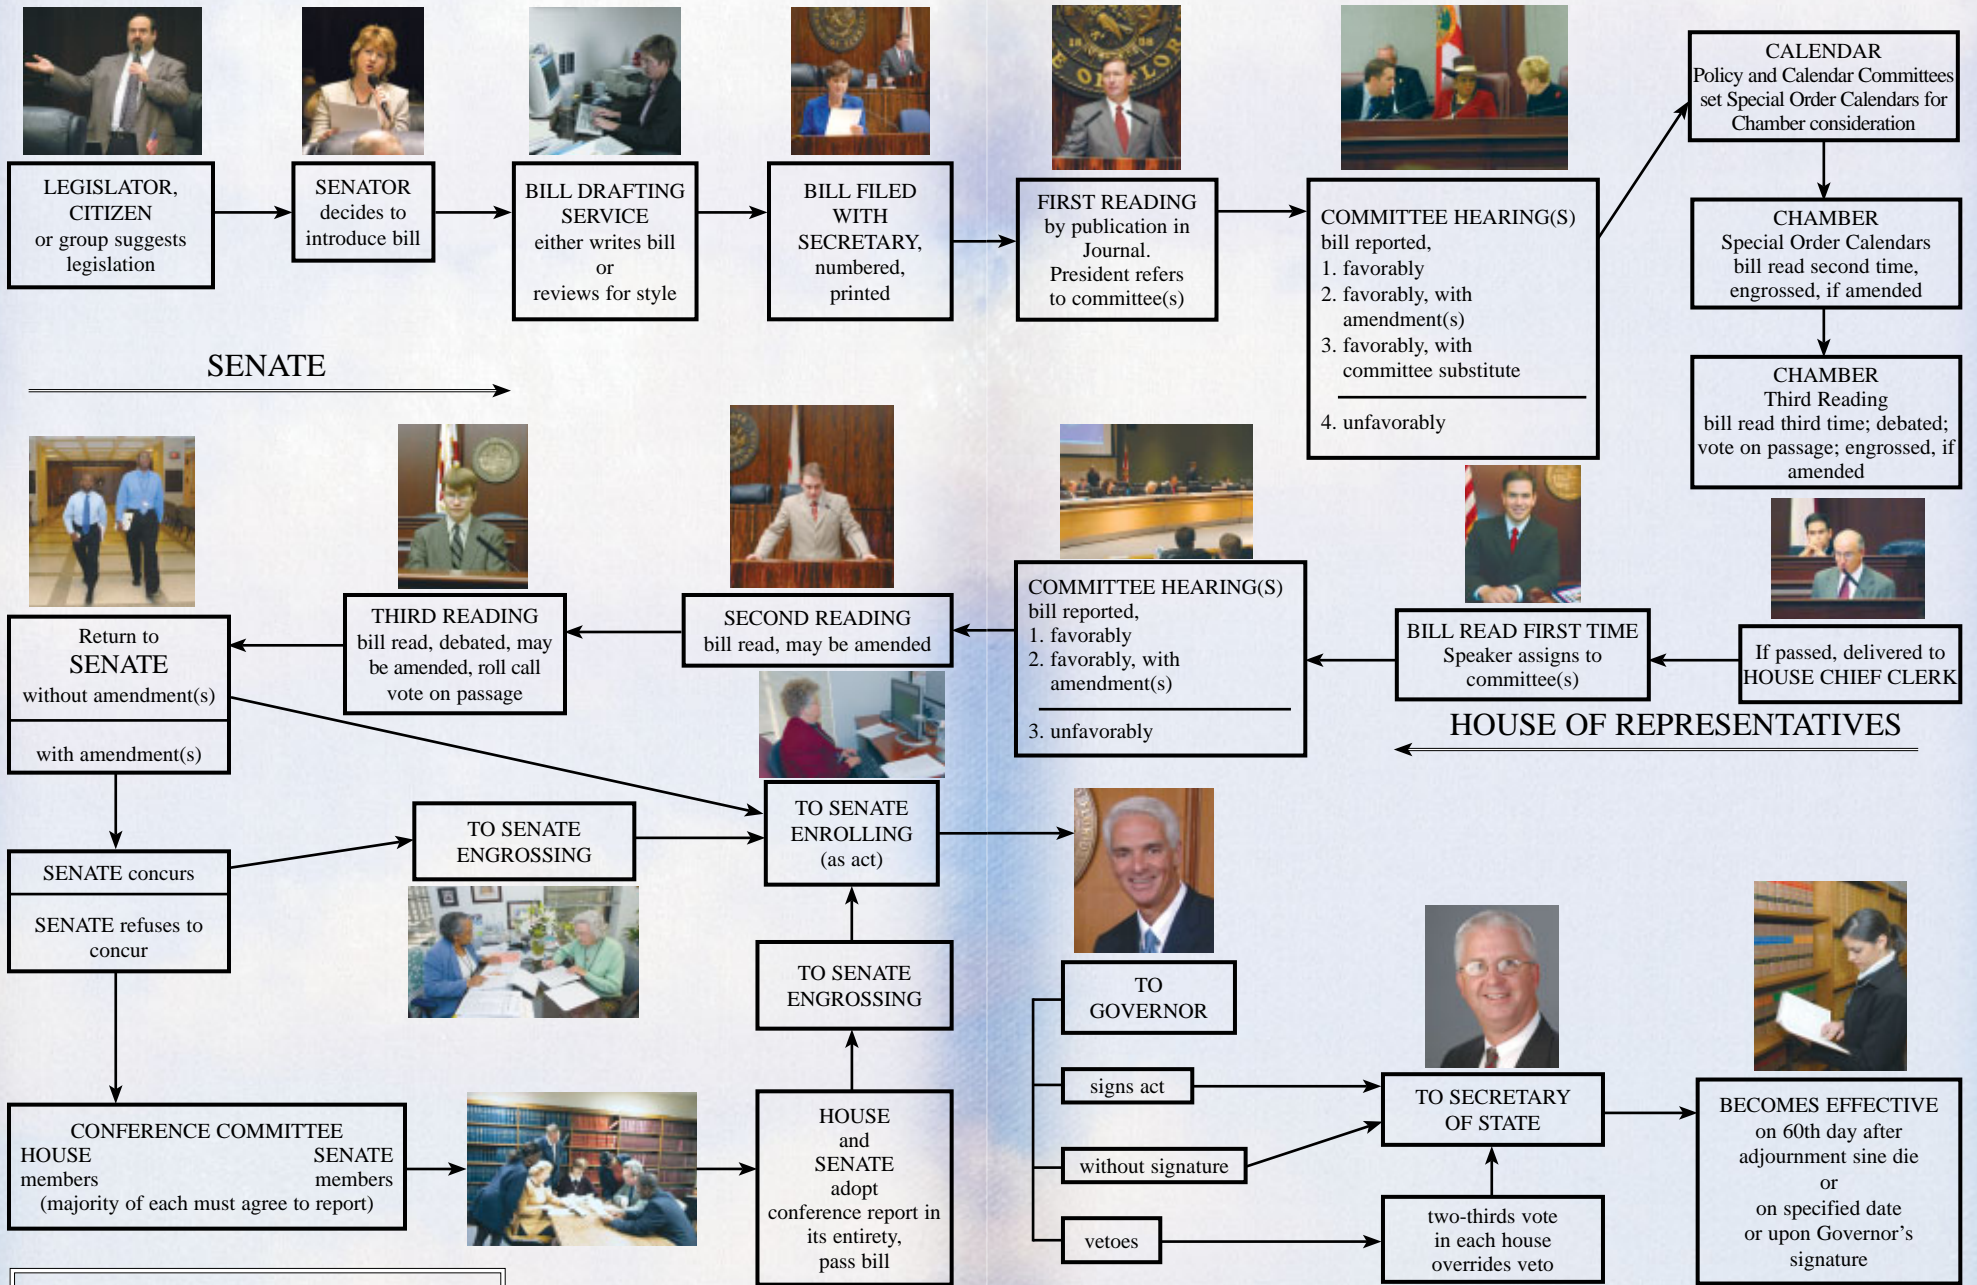 LEGISLATOR,
CITIZEN
or group suggests
legislation
SENATOR
decides to
introduce bill
BILL DRAFTING
SERVICE
either writes bill
or
reviews for style
BILL FILED
WITH
SECRETARY,
numbered,
printed
FIRST READING
by publication in
Journal.
President refers
to committee(s)
COMMITTEE HEARING(S)
bill reported,
1. favorably
2. favorably, with
amendment(s)
3. favorably, with
committee substitute
4. unfavorably
CALENDAR
Policy and Calendar Committees
set Special Order Calendars for
Chamber consideration
CHAMBER
Special Order Calendars
bill read second time,
engrossed, if amended
CHAMBER
Third Reading
bill read third time; debated;
vote on passage; engrossed, if
amended
SENATE
If passed, delivered to
HOUSE CHIEF CLERK
HOUSE OF REPRESENTATIVES
BILL READ FIRST TIME
Speaker assigns to
committee(s)
COMMITTEE HEARING(S)
bill reported,
1. favorably
2. favorably, with
amendment(s)
3. unfavorably
SECOND READING
bill read, may be amended
THIRD READING
bill read, debated, may
be amended, roll call
vote on passage
Return to
SENATE
without amendment(s)
with amendment(s)
SENATE concurs
SENATE refuses to
concur
TO SENATE
ENGROSSING
TO SENATE
ENROLLING
(as act)
TO SENATE
ENGROSSING
CONFERENCE COMMITTEE
HOUSE SENATE
members members
(majority of each must agree to report)
HOUSE
and
SENATE
adopt
conference report in
its entirety,
pass bill
TO
GOVERNOR
signs act
without signature
vetoes
TO SECRETARY
OF STATE
two-thirds vote
in each house
overrides veto
BECOMES EFFECTIVE
on 60th day after
adjournment sine die
or
on specified date
or upon Governor's
signature